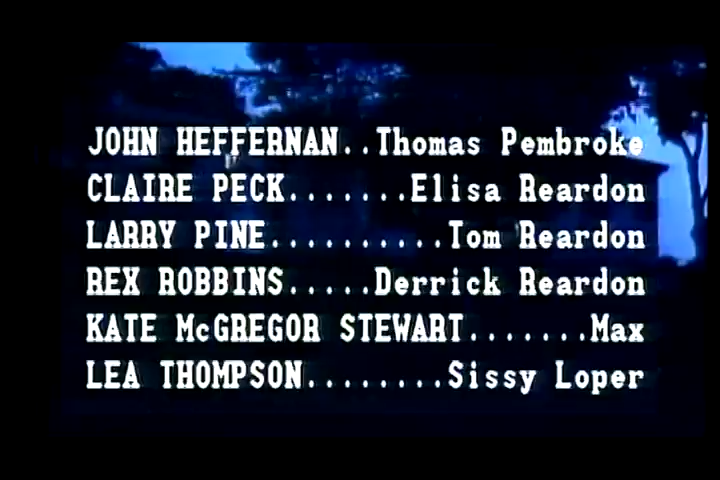 JOHN HEFFERNAN..Thomas Pembroke
CLAIRE PECK.......Elisa Reardon
LARRY PINE..........Tom Reardon
REX ROBBINS.....Derrick Reardon
KATE McGREGOR STEWART.......Max
LEA THOMPSON........Sissy Loper